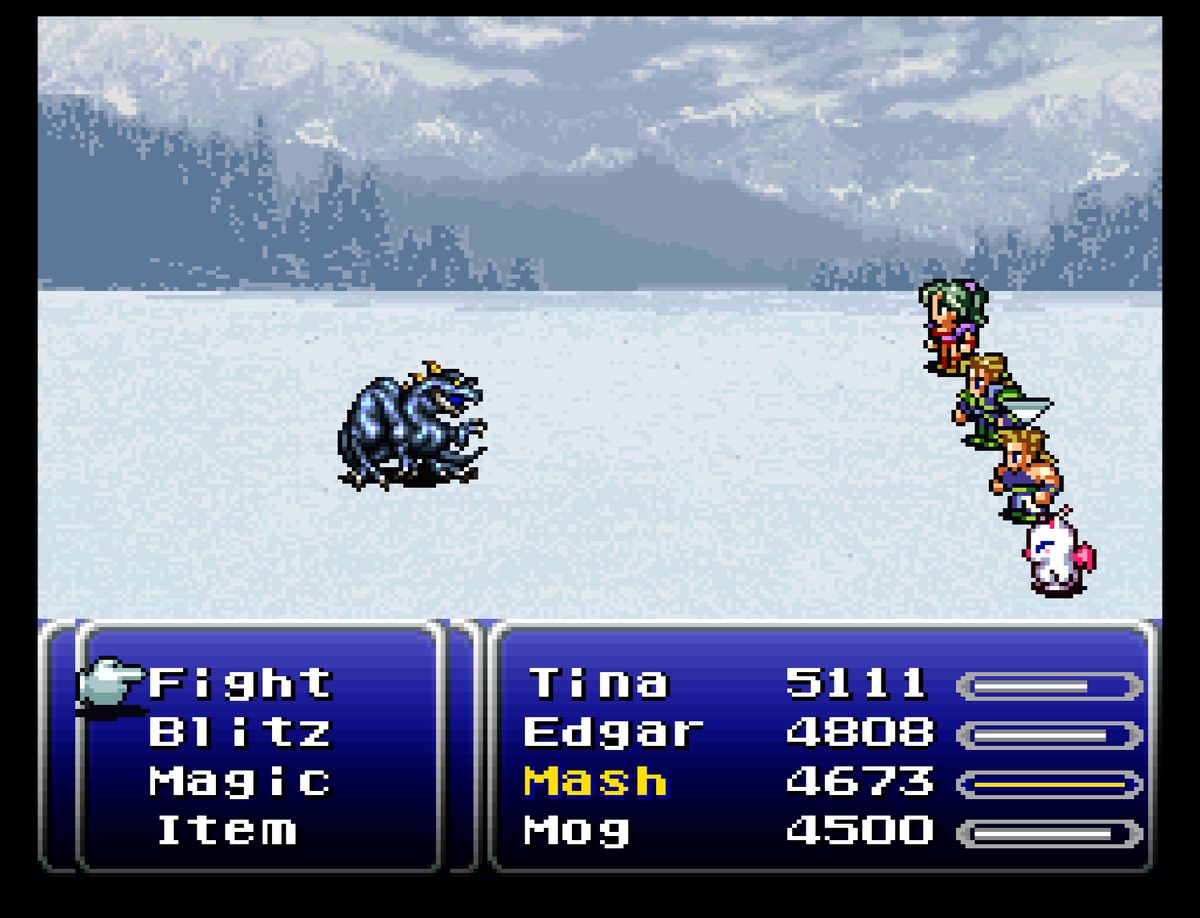 Fight
Blitz
Magic
Item
Tina 5111
Edgar 4808
Mash 4673
Mog 4500